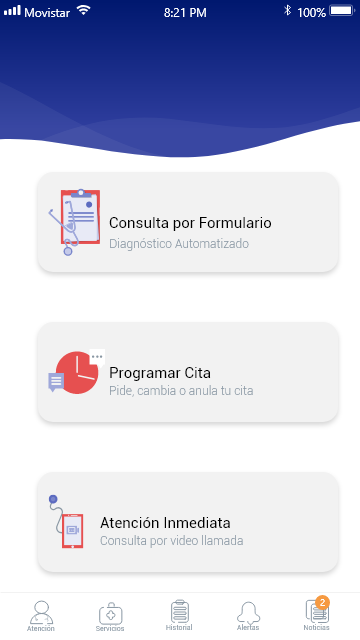 Movistar 8:21 PM 100%
Consulta por Formulario
Diagnóstico Automatizado
Programar Cita
Pide, cambia o anula tu cita
Atención Inmediata
Consulta por video llamada
2
Atención Servicios Historial Alertas Noticias